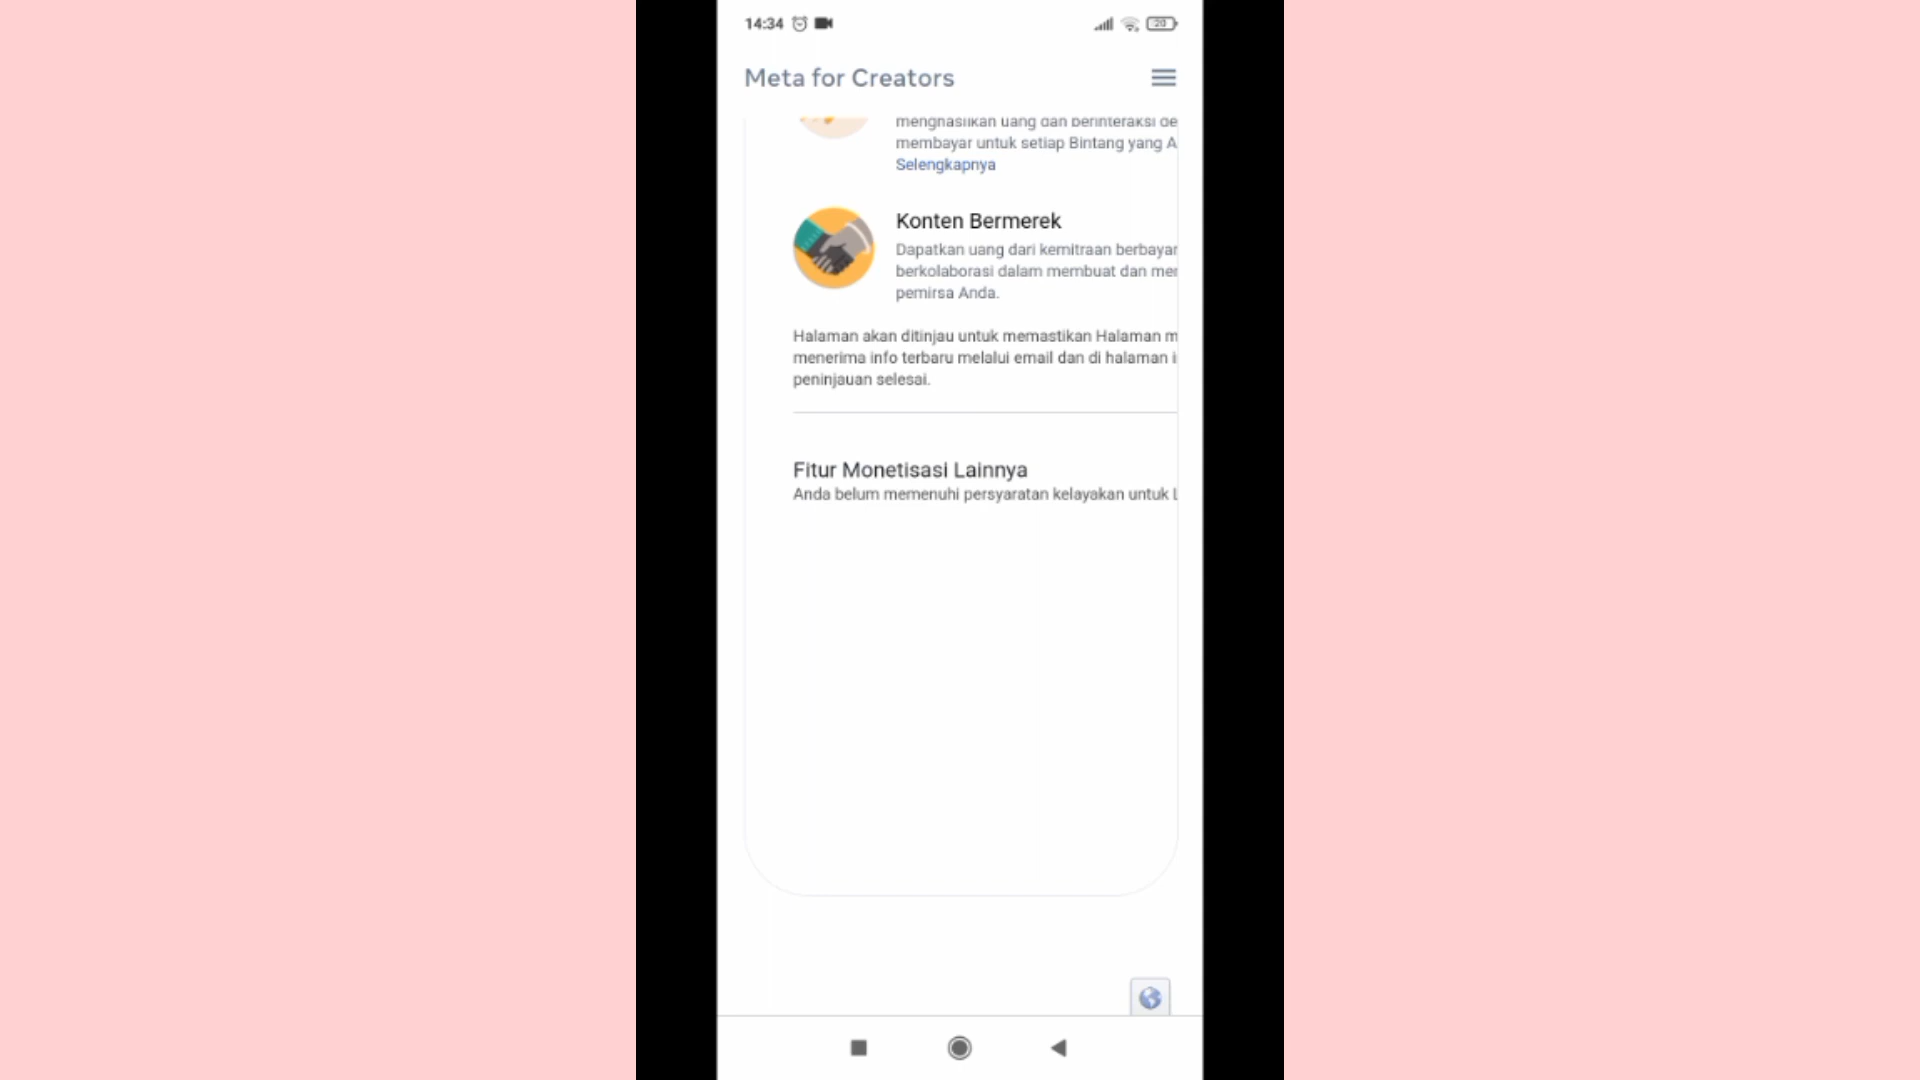 14:34
20
Meta for Creators
menghasilkan uang dan berinteraksi de
membayar untuk setiap Bintang yang A
Selengkapnya
Konten Bermerek
Dapatkan uang dari kemitraan berbayar
berkolaborasi dalam membuat dan mer
pemirsa Anda.
Halaman akan ditinjau untuk memastikan Halaman m
menerima info terbaru melalui email dan di halaman i
peninjauan selesai.
Fitur Monetisasi Lainnya
Anda belum memenuhi persyaratan kelayakan untuk